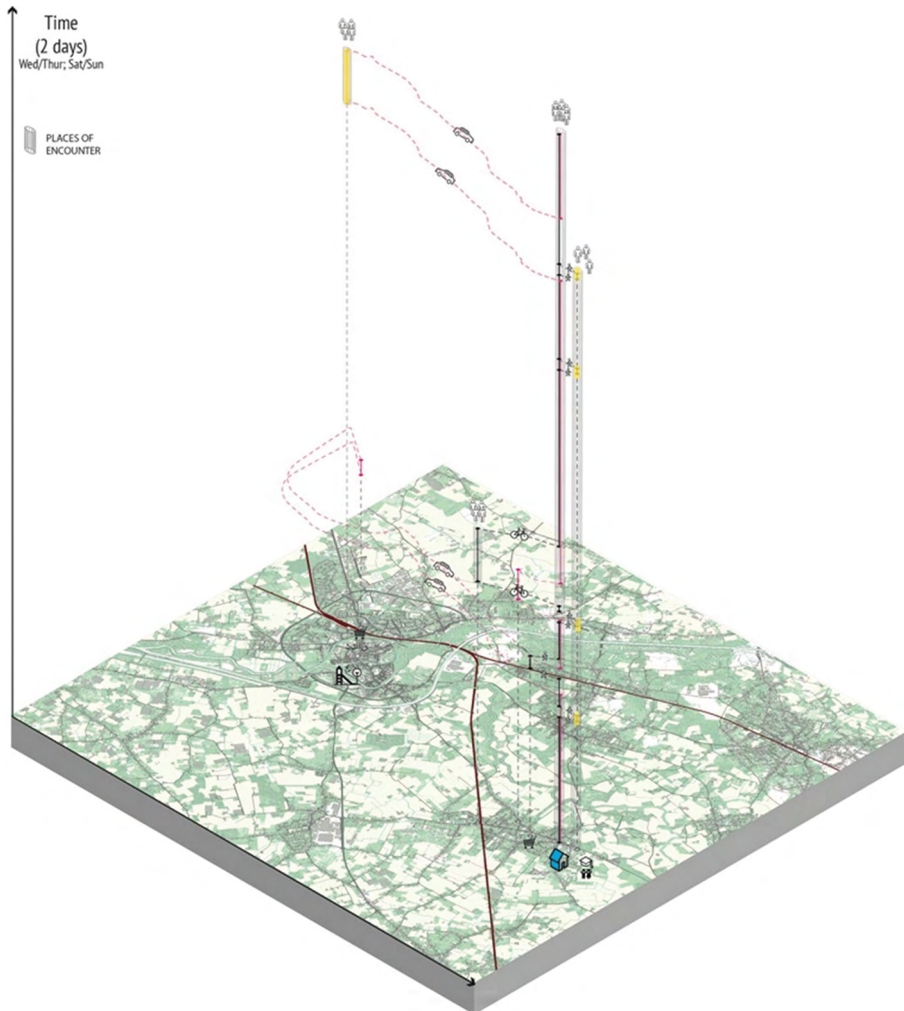 Time
(2 days)
Wed/Thur; Sat/Sun
PLACES OF
ENCOUNTER